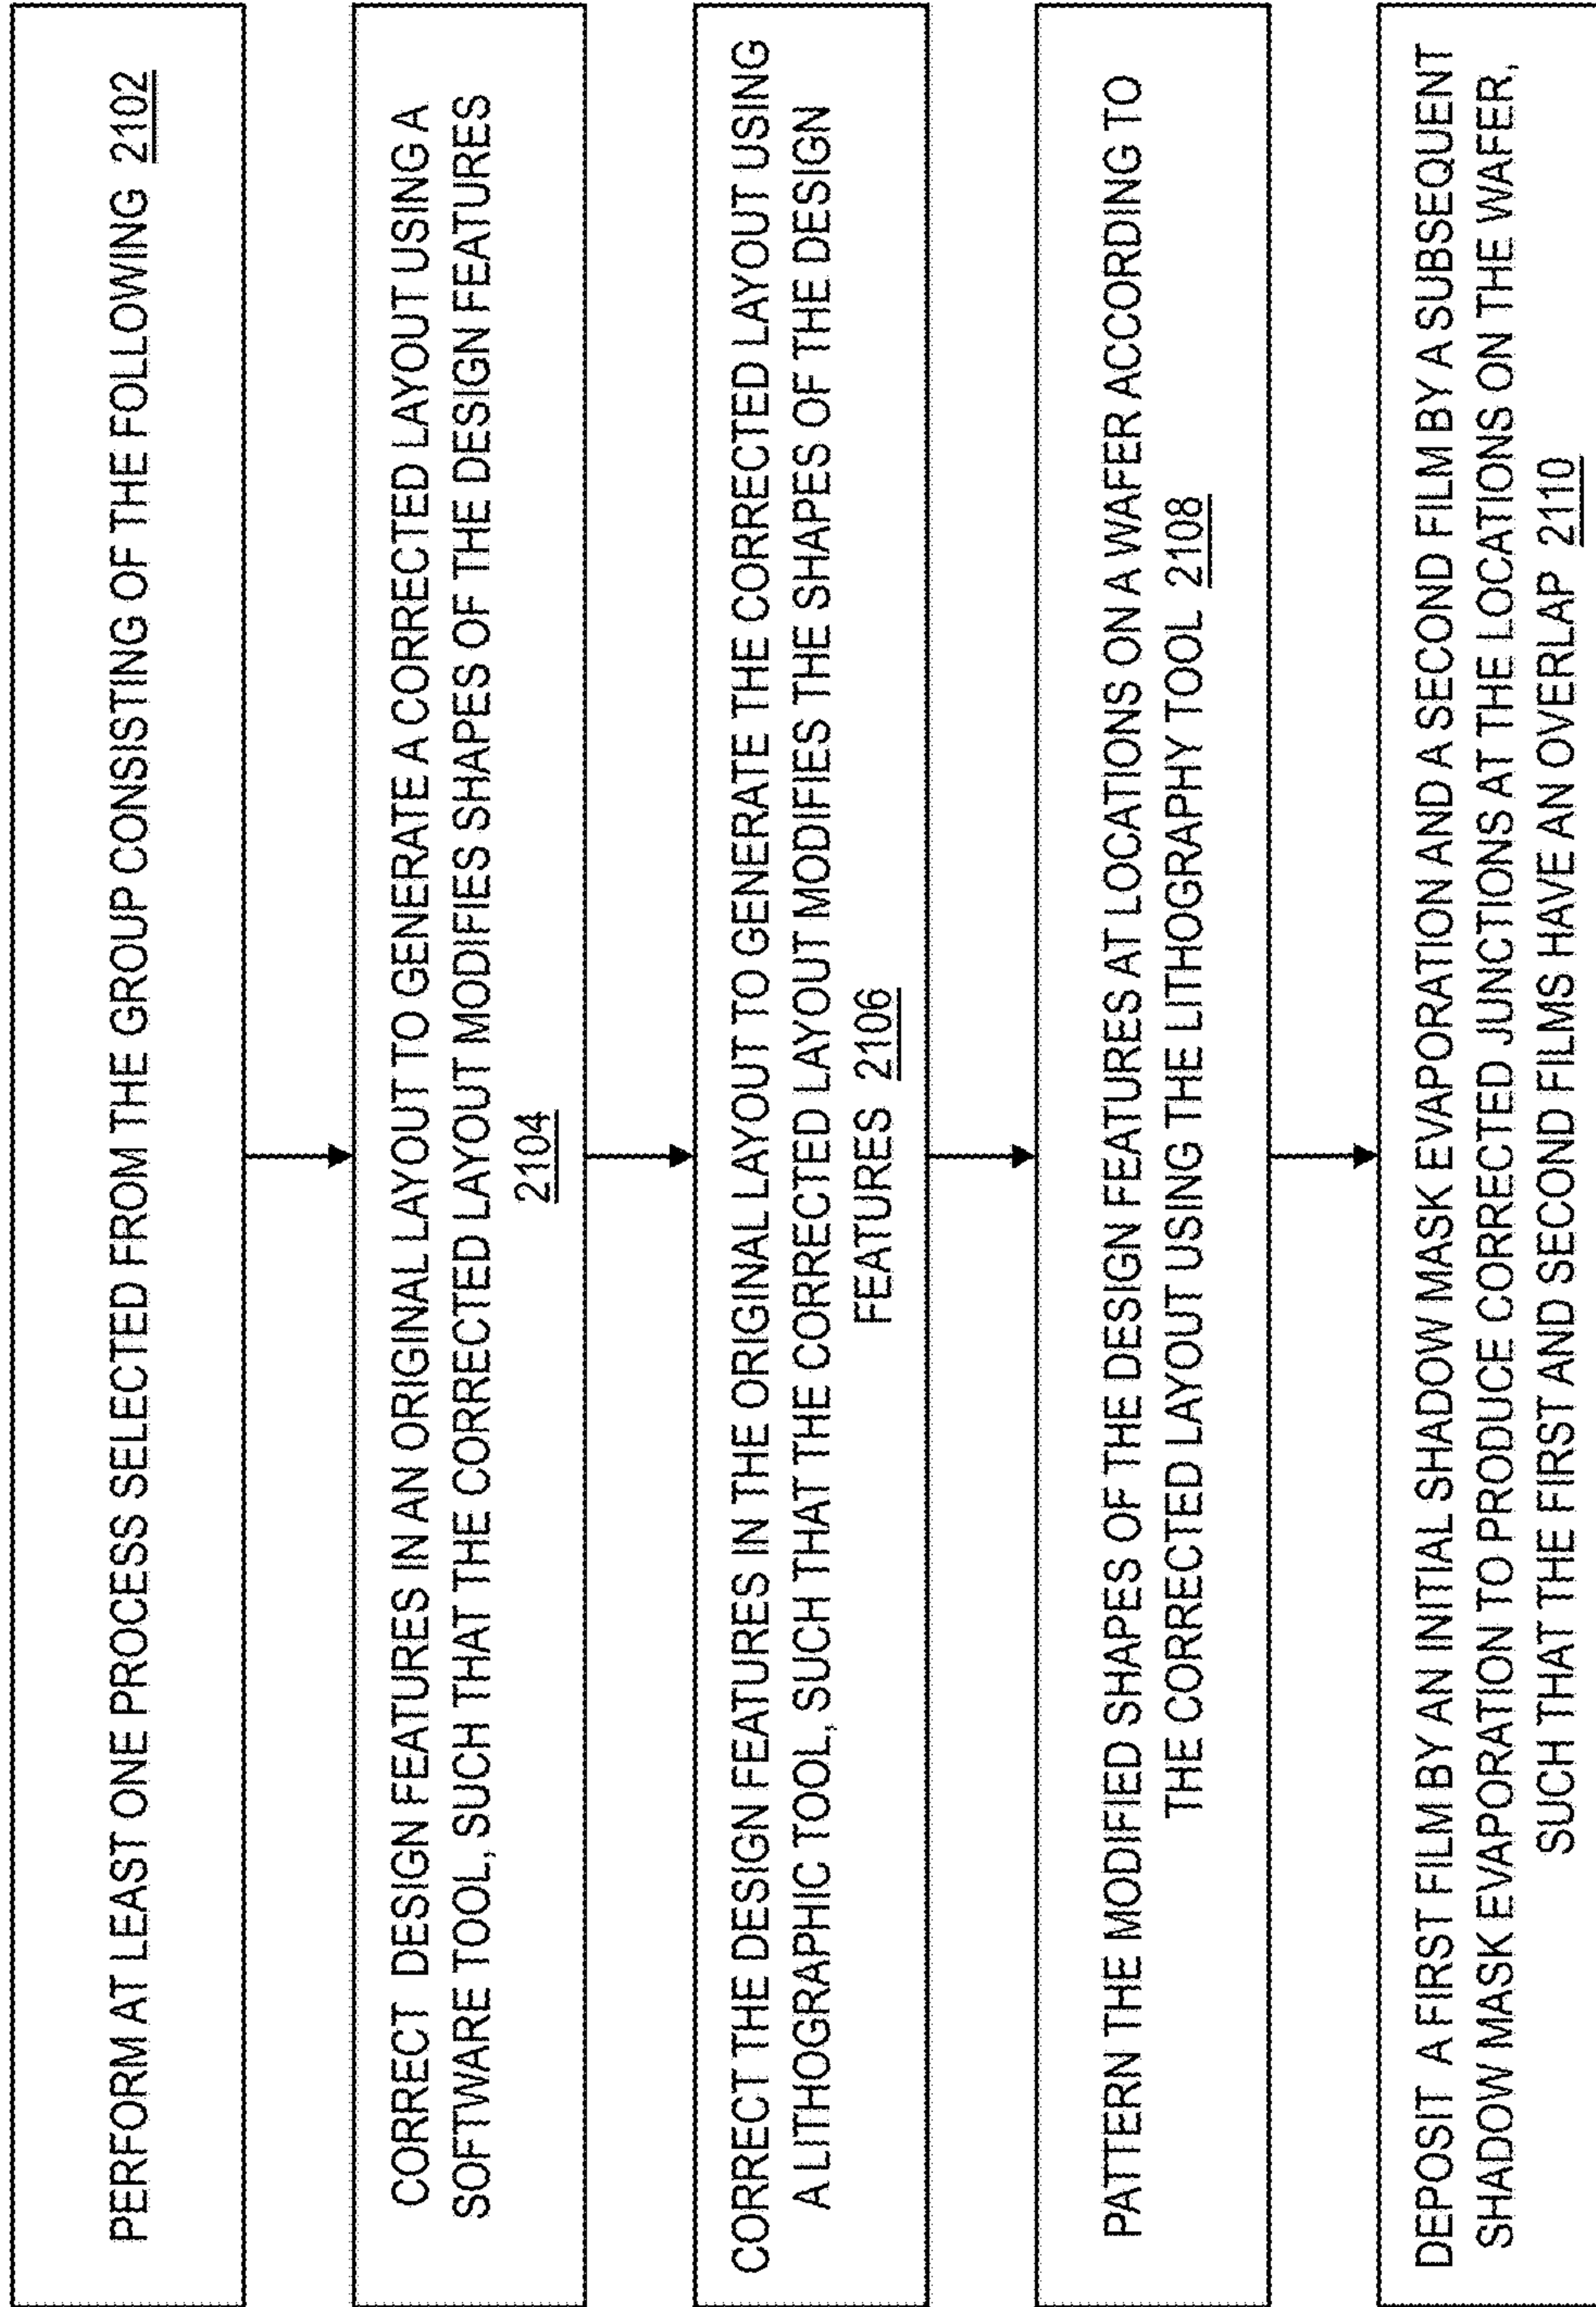 PERFORM AT LEAST ONE PROCESS SELECTED FROM THE GROUP CONSISTING OF THE FOLLOWING 2102
CORRECT DESIGN FEATURES IN AN ORIGINAL LAYOUT TO GENERATE A CORRECTED LAYOUT USING A
SOFTWARE TOOL, SUCH THAT THE CORRECTED LAYOUT MODIFIES SHAPES OF THE DESIGN FEATURES
2104
CORRECT THE DESIGN FEATURES IN THE ORIGINAL LAYOUT TO GENERATE THE CORRECTED LAYOUT USING
A LITHOGRAPHIC TOOL, SUCH THAT THE CORRECTED LAYOUT MODIFIES THE SHAPES OF THE DESIGN
FEATURES 2106
PATTERN THE MODIFIED SHAPES OF THE DESIGN FEATURES AT LOCATIONS ON A WAFER ACCORDING TO
THE CORRECTED LAYOUT USING THE LITHOGRAPHY TOOL 2108
DEPOSIT A FIRST FILM BY AN INITIAL SHADOW MASK EVAPORATION AND A SECOND FILM BY A SUBSEQUENT
SHADOW MASK EVAPORATION TO PRODUCE CORRECTED JUNCTIONS AT THE LOCATIONS ON THE WAFER,
SUCH THAT THE FIRST AND SECOND FILMS HAVE AN OVERLAP 2110